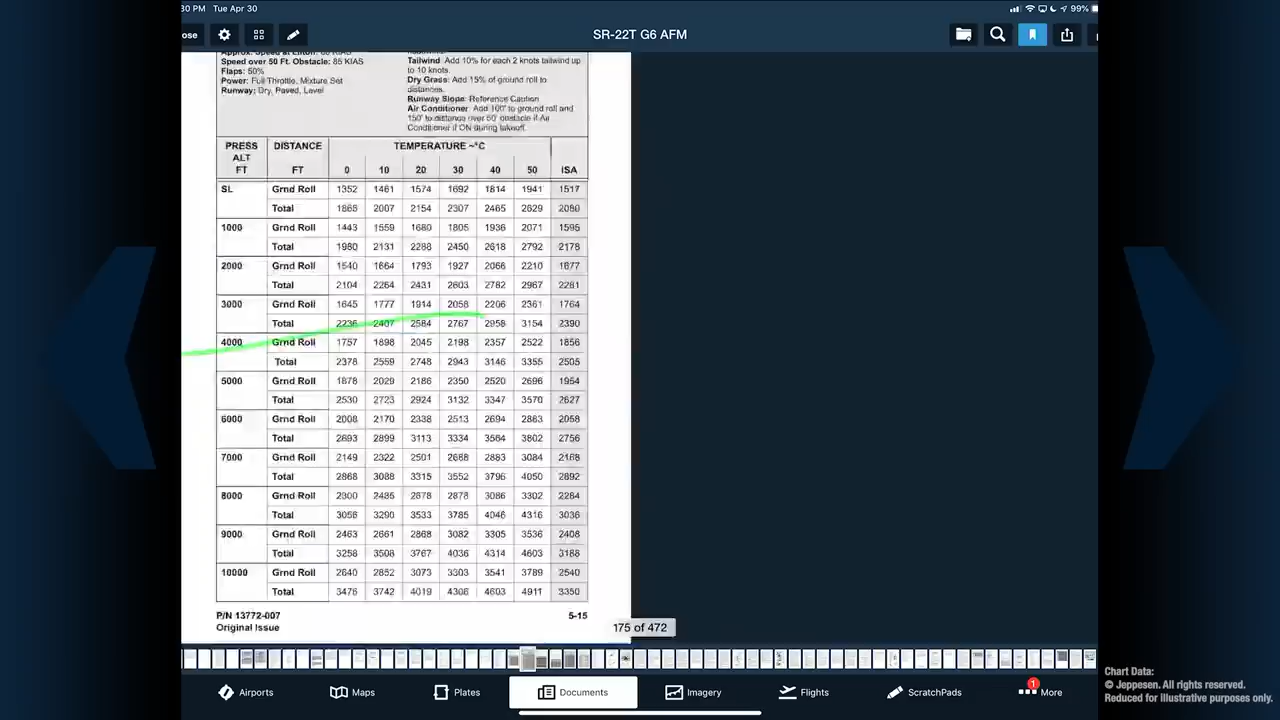 30 PM Tue Apr 30
99%
ose
SR-22T G6 AFM
Approx. Speed at Liftoff:
Speed over 50 Ft. Obstacle: 85 KIAS
Flaps: 50%
Power: Full Throttle, Mixture Set
Runway: Dry, Paved, Level
Tailwind: Add 10% for each 2 knots tailwind up
to 10 knots.
Dry Grass: Add 15% of ground roll to
distances.
Runway Slope: Reference Caution
Air Conditioner: Add 100' to ground roll and
150' to distance over 50' obstacle if Air
Conditioner if ON during takeoff.
PRESS ALT FT DISTANCE FT TEMPERATURE ~°C
0 10 20 30 40 50 ISA
SL Grnd Roll 1352 1461 1574 1692 1814 1941 1517
Total 1865 2007 2154 2307 2465 2629 2080
1000 Grnd Roll 1443 1559 1680 1805 1936 2071 1595
Total 1980 2131 2288 2450 2618 2792 2178
2000 Grnd Roll 1540 1664 1793 1927 2066 2210 1677
Total 2104 2264 2431 2603 2782 2967 2281
3000 Grnd Roll 1645 1777 1914 2058 2206 2361 1764
Total 2236 2407 2584 2767 2958 3154 2390
4000 Grnd Roll 1757 1898 2045 2198 2357 2522 1856
Total 2378 2559 2748 2943 3146 3355 2505
5000 Grnd Roll 1878 2029 2186 2350 2520 2696 1954
Total 2530 2723 2924 3132 3347 3570 2627
6000 Grnd Roll 2008 2170 2338 2513 2694 2883 2058
Total 2693 2899 3113 3334 3564 3802 2756
7000 Grnd Roll 2149 2322 2501 2688 2883 3084 2168
Total 2868 3088 3315 3552 3796 4050 2892
8000 Grnd Roll 2300 2485 2678 2878 3086 3302 2284
Total 3056 3290 3533 3785 4046 4316 3036
9000 Grnd Roll 2463 2661 2868 3082 3305 3536 2408
Total 3258 3508 3767 4036 4314 4603 3188
10000 Grnd Roll 2640 2852 3073 3303 3541 3789 2540
Total 3476 3742 4019 4306 4603 4911 3350
P/N 13772-007
5-15
Original Issue
175 of 472
Airports Maps Plates Documents Imagery Flights ScratchPads 1 More
Chart Data:
© Jeppesen. All rights reserved.
Reduced for illustrative purposes only.